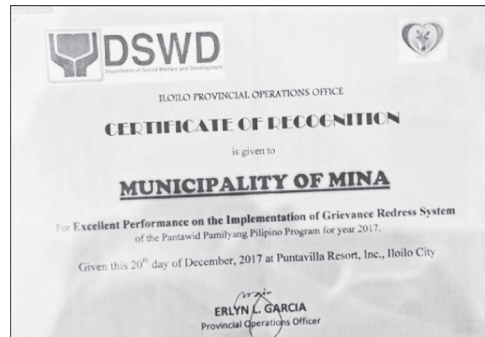 DSWD
Department of Social Welfare and Development
ILOILO PROVINCIAL OPERATIONS OFFICE
CERTIFICATE OF RECOGNITION
is given to
MUNICIPALITY OF MINA
For Excellent Performance on the Implementation of Grievance Redress System
of the Pantawid Pamilyang Pilipino Program for year 2017.
Given this 20th day of December, 2017 at Puntavilla Resort, Inc., Iloilo City
ERLYN L. GARCIA
Provincial Operations Officer